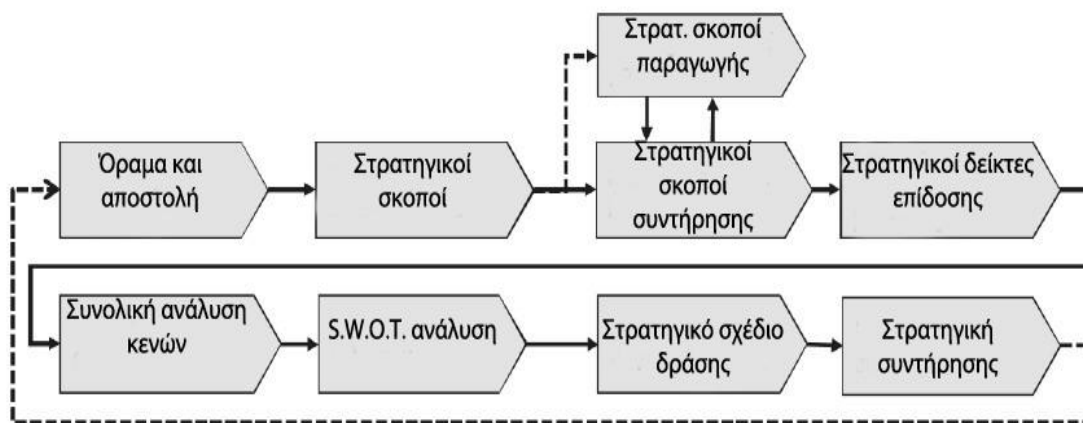 Στρατ. σκοποί
παραγωγής
Όραμα και
αποστολή
Στρατηγικοί
σκοποί
Στρατηγικοί
σκοποί
συντήρησης
Στρατηγικοί δείκτες
επίδοσης
Συνολική ανάλυση
κενών
S.W.O.T. ανάλυση
Στρατηγικό σχέδιο
δράσης
Στρατηγική
συντήρησης